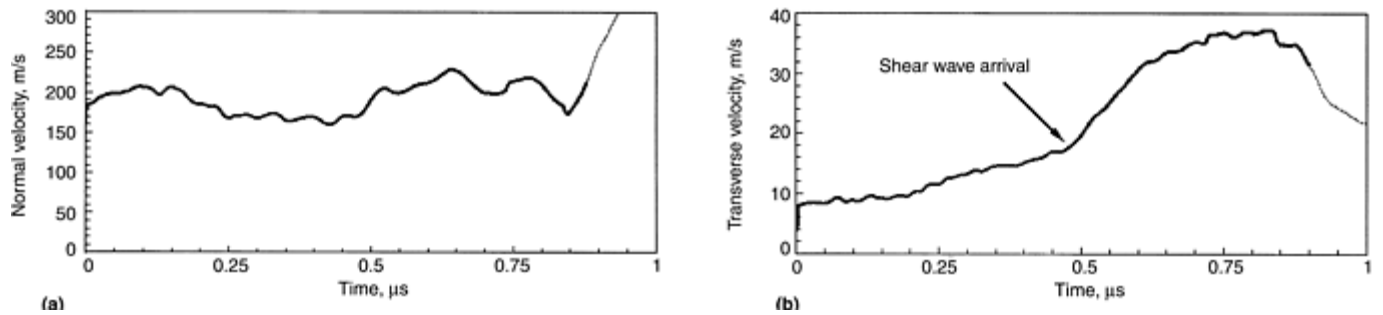 Normal velocity, m/s
300
250
200
150
100
50
0
0 0.25 0.5 0.75 1
Time, μs
(a)
Transverse velocity, m/s
40
30
20
10
0
Shear wave arrival
0 0.25 0.5 0.75 1
Time, μs
(b)